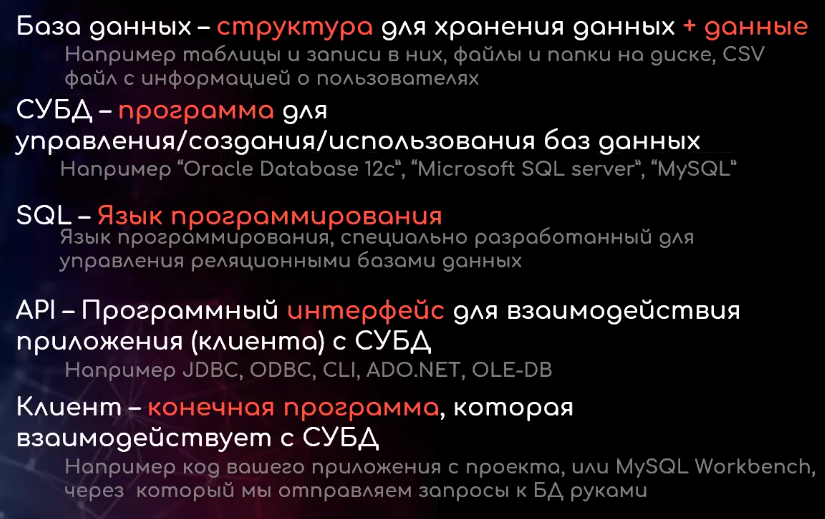 База данных – структура для хранения данных + данные
Например таблицы и записи в них, файлы и папки на диске, CSV
файл с информацией о пользователях
СУБД – программа для
управления/создания/использования баз данных
Например “Oracle Database 12c”, “Microsoft SQL server”, “MySQL”
SQL – Язык программирования
Язык программирования, специально разработанный для
управления реляционными базами данных
API – Программный интерфейс для взаимодействия
приложения (клиента) с СУБД
Например JDBC, ODBC, CLI, ADO.NET, OLE-DB
Клиент – конечная программа, которая
взаимодействует с СУБД
Например код вашего приложения с проекта, или MySQL Workbench,
через который мы отправляем запросы к БД руками